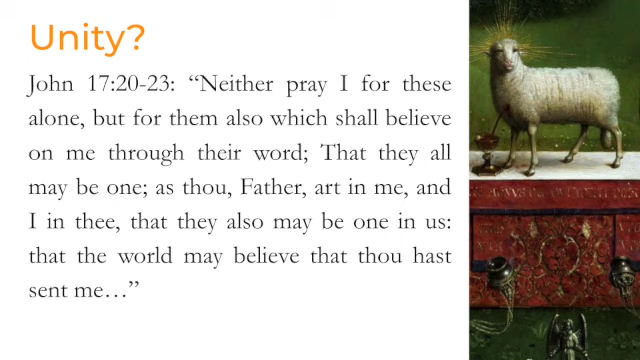 Unity?
John 17:20-23: “Neither pray I for these
alone, but for them also which shall believe
on me through their word; That they all
may be one; as thou, Father, art in me, and
I in thee, that they also may be one in us:
that the world may believe that thou hast
sent me…”